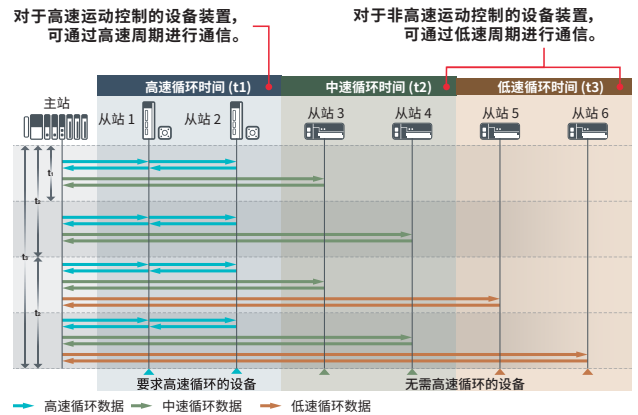 对于高速运动控制的设备装置，
可通过高速周期进行通信。
对于非高速运动控制的设备装置，
可通过低速周期进行通信。
高速循环时间 (t1)
中速循环时间 (t2)
低速循环时间 (t3)
主站
从站 1
从站 2
从站 3
从站 4
从站 5
从站 6
t₁
t₂
t₃
t₂
要求高速循环的设备
无需高速循环的设备
高速循环数据
中速循环数据
低速循环数据